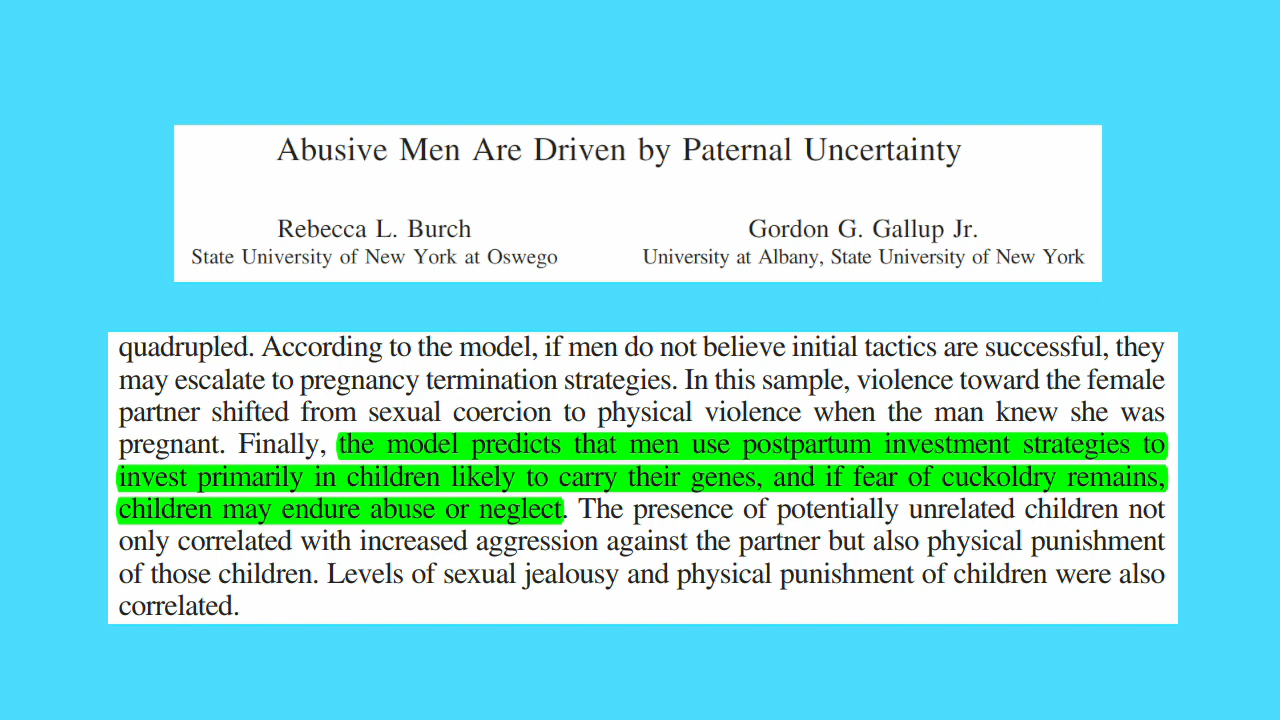 Abusive Men Are Driven by Paternal Uncertainty
Rebecca L. Burch
State University of New York at Oswego
Gordon G. Gallup Jr.
University at Albany, State University of New York
quadrupled. According to the model, if men do not believe initial tactics are successful, they
may escalate to pregnancy termination strategies. In this sample, violence toward the female
partner shifted from sexual coercion to physical violence when the man knew she was
pregnant. Finally, the model predicts that men use postpartum investment strategies to
invest primarily in children likely to carry their genes, and if fear of cuckoldry remains,
children may endure abuse or neglect. The presence of potentially unrelated children not
only correlated with increased aggression against the partner but also physical punishment
of those children. Levels of sexual jealousy and physical punishment of children were also
correlated.